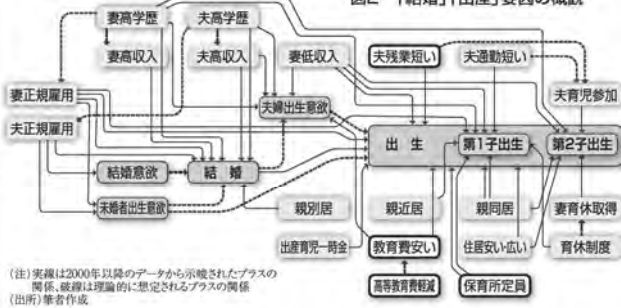 図2 「結婚」「出産」要因の概観
妻高学歴 夫高学歴
妻高収入 夫高収入 妻低収入 夫残業短い 夫通勤短い
妻正規雇用 夫育児参加
夫婦出生意欲
夫正規雇用
出生 第1子出生 第2子出生
結婚意欲 結婚
未婚者出生意欲 親別居 親近居 親同居 妻育休取得
出産育児一時金 教育費安い 住居安い・広い 育休制度
高等教育費軽減 保育所定員
(注)実線は2000年以降のデータから示唆されたプラスの
関係、破線は理論的に想定されるプラスの関係
(出所)筆者作成